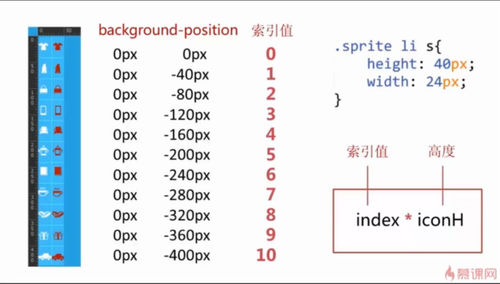 background-position 索引值
0px 0px 0
0px -40px 1
0px -80px 2
0px -120px 3
0px -160px 4
0px -200px 5
0px -240px 6
0px -280px 7
0px -320px 8
0px -360px 9
0px -400px 10
.sprite li s{
height: 40px;
width: 24px;
}
索引值 高度
index * iconH
慕课网